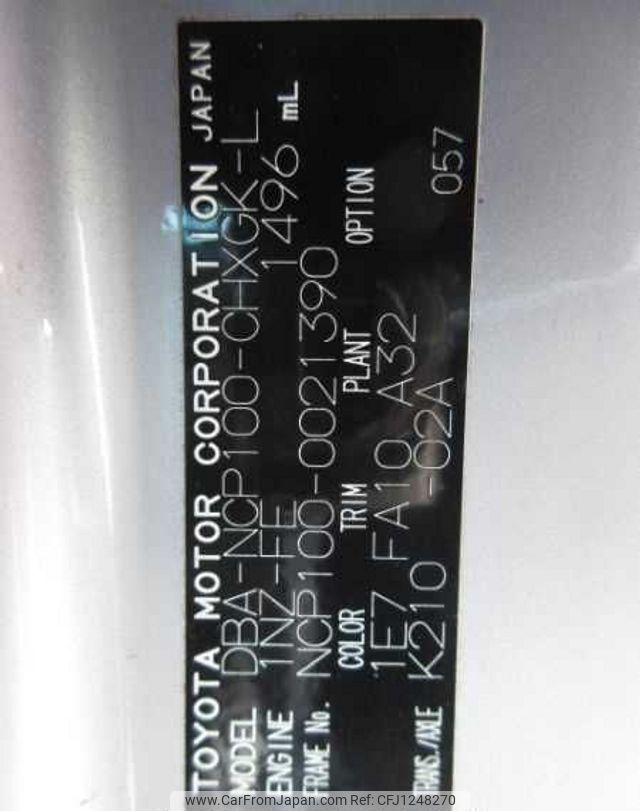 TOYOTA MOTOR CORPORATION JAPAN
MODEL DBA-NCP100-CHXGK-L
ENGINE 1NZ-FE 1496 mL
FRAME No. NCP100-0021390
COLOR TRIM PLANT OPTION
1E7 FA10 A32
TRANS./AXLE K210 -02A 057
www.CarFromJapan.com - CFJ1248270